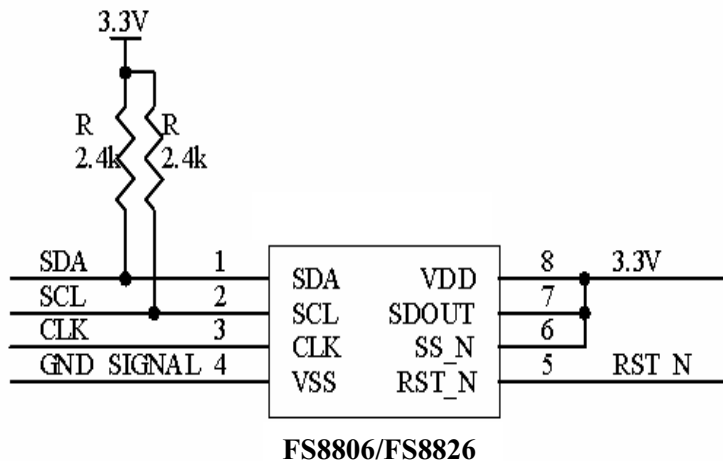 3.3V
R R
2.4k 2.4k
SDA 1 SDA VDD 8 3.3V
SCL 2 SCL SDOUT 7
CLK 3 CLK SS_N 6
GND SIGNAL 4 VSS RST_N 5 RST N
FS8806/FS8826